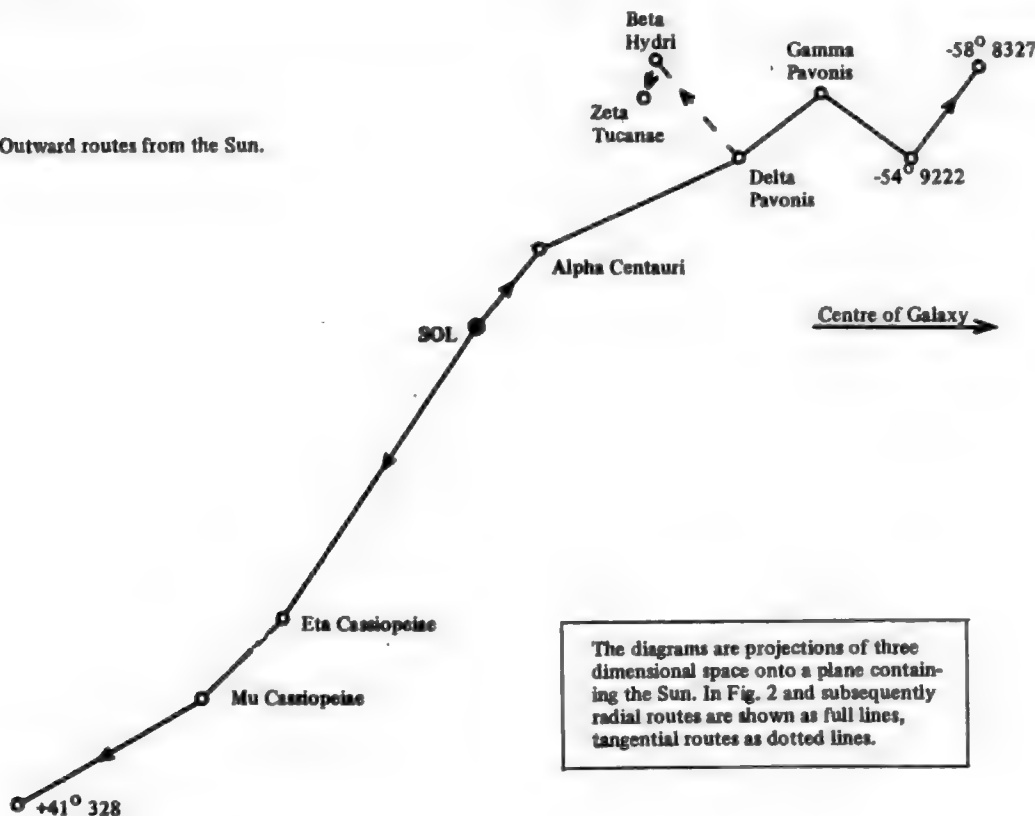 Beta
Hydri
Gamma
Pavonis
-58° 8327
Zeta
Tucanae
Outward routes from the Sun.
Delta
Pavonis
-54° 9222
Alpha Centauri
SOL
Centre of Galaxy
Eta Cassiopeiae
Mu Cassiopeiae
+41° 328
The diagrams are projections of three
dimensional space onto a plane contain-
ing the Sun. In Fig. 2 and subsequently
radial routes are shown as full lines,
tangential routes as dotted lines.